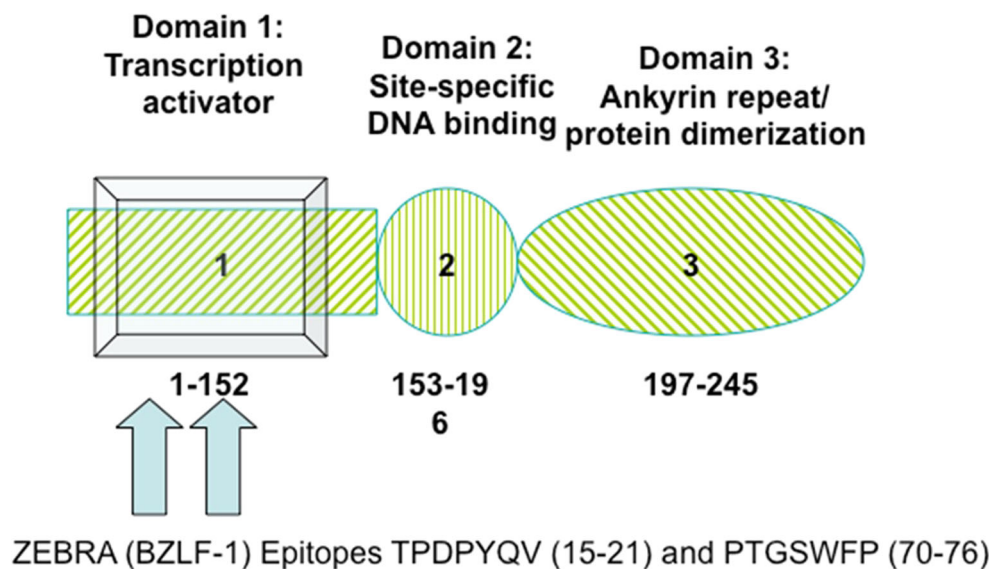 Domain 1:
Transcription
activator
Domain 2:
Site-specific
DNA binding
Domain 3:
Ankyrin repeat/
protein dimerization
1
2
3
1-152
153-19
6
197-245
ZEBRA (BZLF-1) Epitopes TPDPYQV (15-21) and PTGSWFP (70-76)